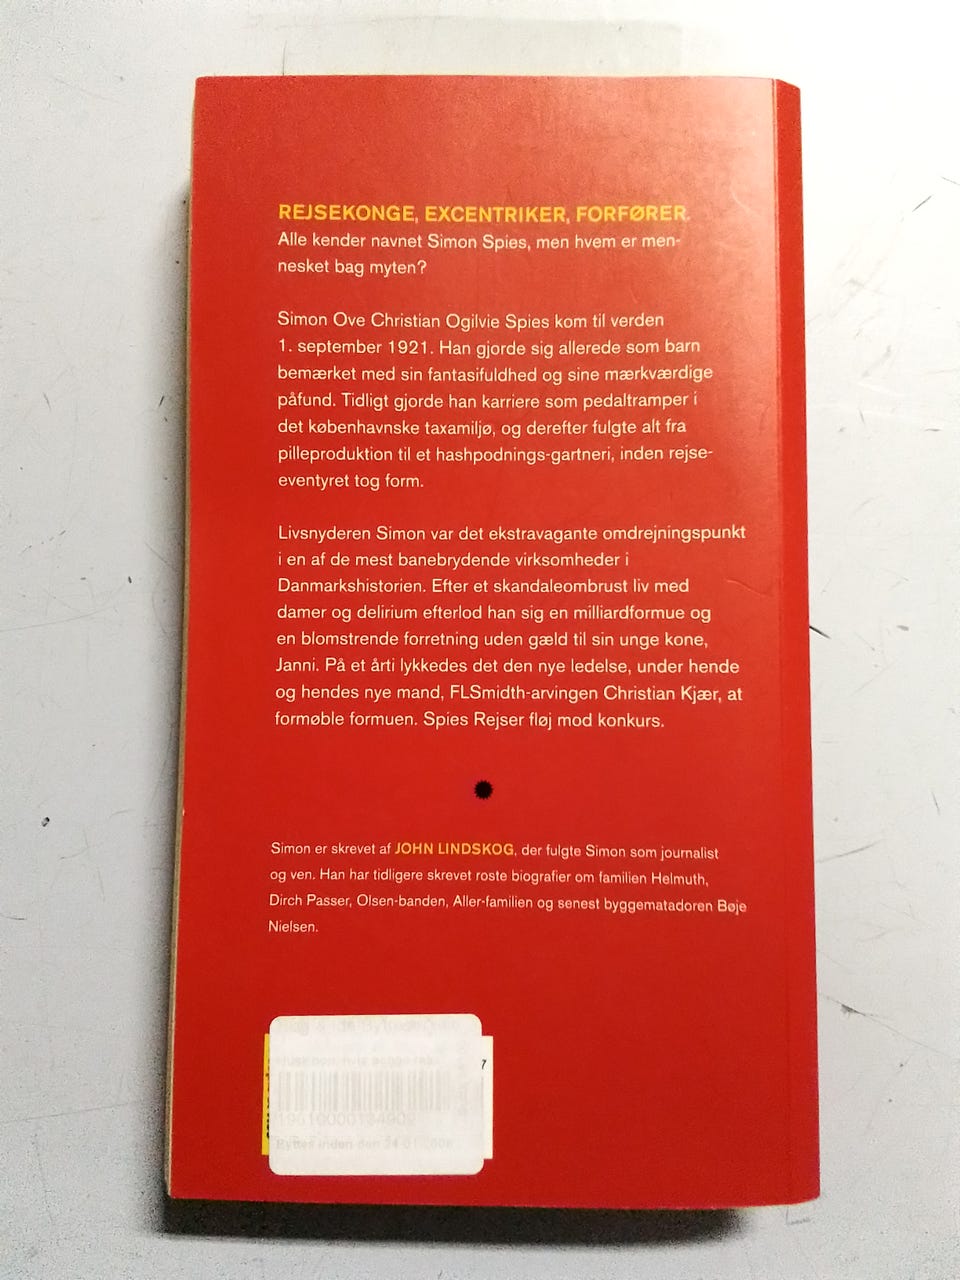 REJSEKONGE, EXCENTRIKER, FORFØRER.
Alle kender navnet Simon Spies, men hvem er men-
nesket bag myten?
Simon Ove Christian Ogilvie Spies kom til verden
1. september 1921. Han gjorde sig allerede som barn
bemærket med sin fantasifuldhed og sine mærkværdige
påfund. Tidligt gjorde han karriere som pedaltramper i
det københavnske taxamiljø, og derefter fulgte alt fra
pilleproduktion til et hashpodnings-gartneri, inden rejse-
eventyret tog form.
Livsnyderen Simon var det ekstravagante omdrejningspunkt
i en af de mest banebrydende virksomheder i
Danmarkshistorien. Efter et skandaleombrust liv med
damer og delirium efterlod han sig en milliardformue og
en blomstrende forretning uden gæld til sin unge kone,
Janni. På et årti lykkedes det den nye ledelse, under hende
og hendes nye mand, FLSmidth-arvingen Christian Kjær, at
formøble formuen. Spies Rejser fløj mod konkurs.
Simon er skrevet af JOHN LINDSKOG, der fulgte Simon som journalist
og ven. Han har tidligere skrevet roste biografier om familien Helmuth,
Dirch Passer, Olsen-banden, Aller-familien og senest byggematadoren Bøje
Nielsen.
7
Byttes inden den